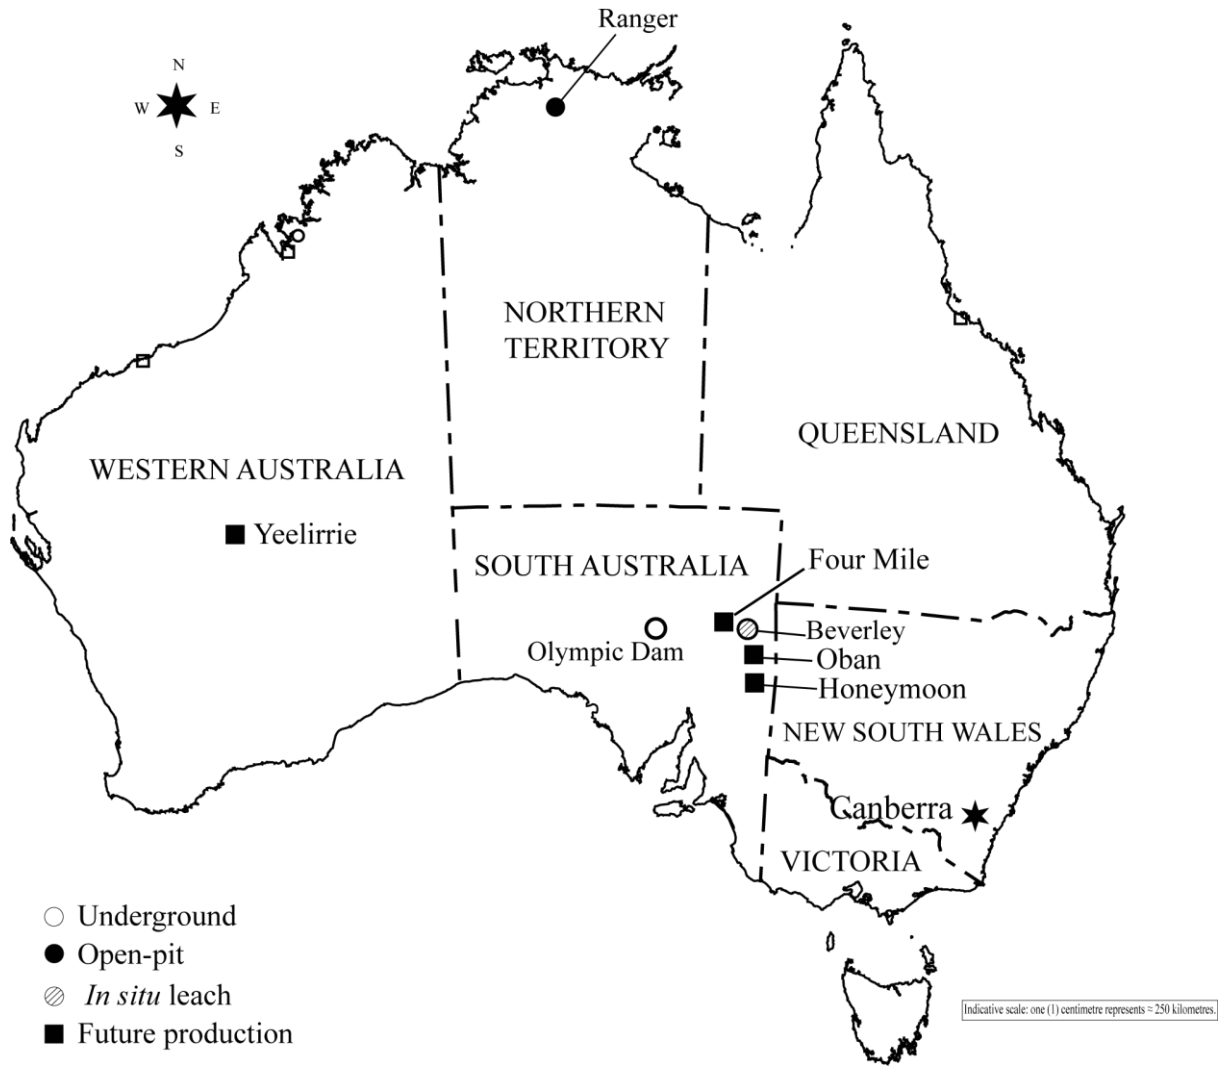 Ranger
N
W
E
S
NORTHERN
TERRITORY
QUEENSLAND
WESTERN AUSTRALIA
Yeelirrie
SOUTH AUSTRALIA
Four Mile
Beverley
Olympic Dam
Oban
Honeymoon
NEW SOUTH WALES
Canberra
VICTORIA
Underground
Open-pit
In situ leach
Future production
Indicative scale: one (1) centimetre represents ≈ 250 kilometres.